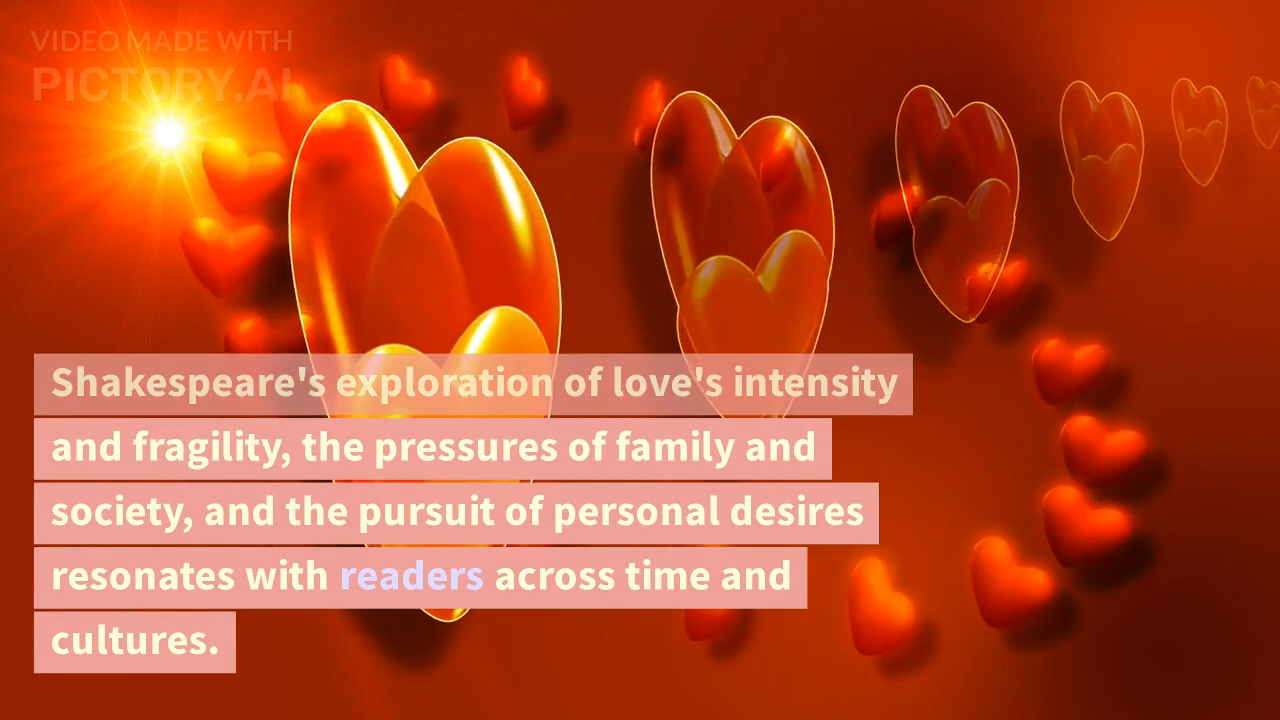 VIDEO MADE WITH
PICTORY.AI
Shakespeare's exploration of love's intensity
and fragility, the pressures of family and
society, and the pursuit of personal desires
resonates with readers across time and
cultures.